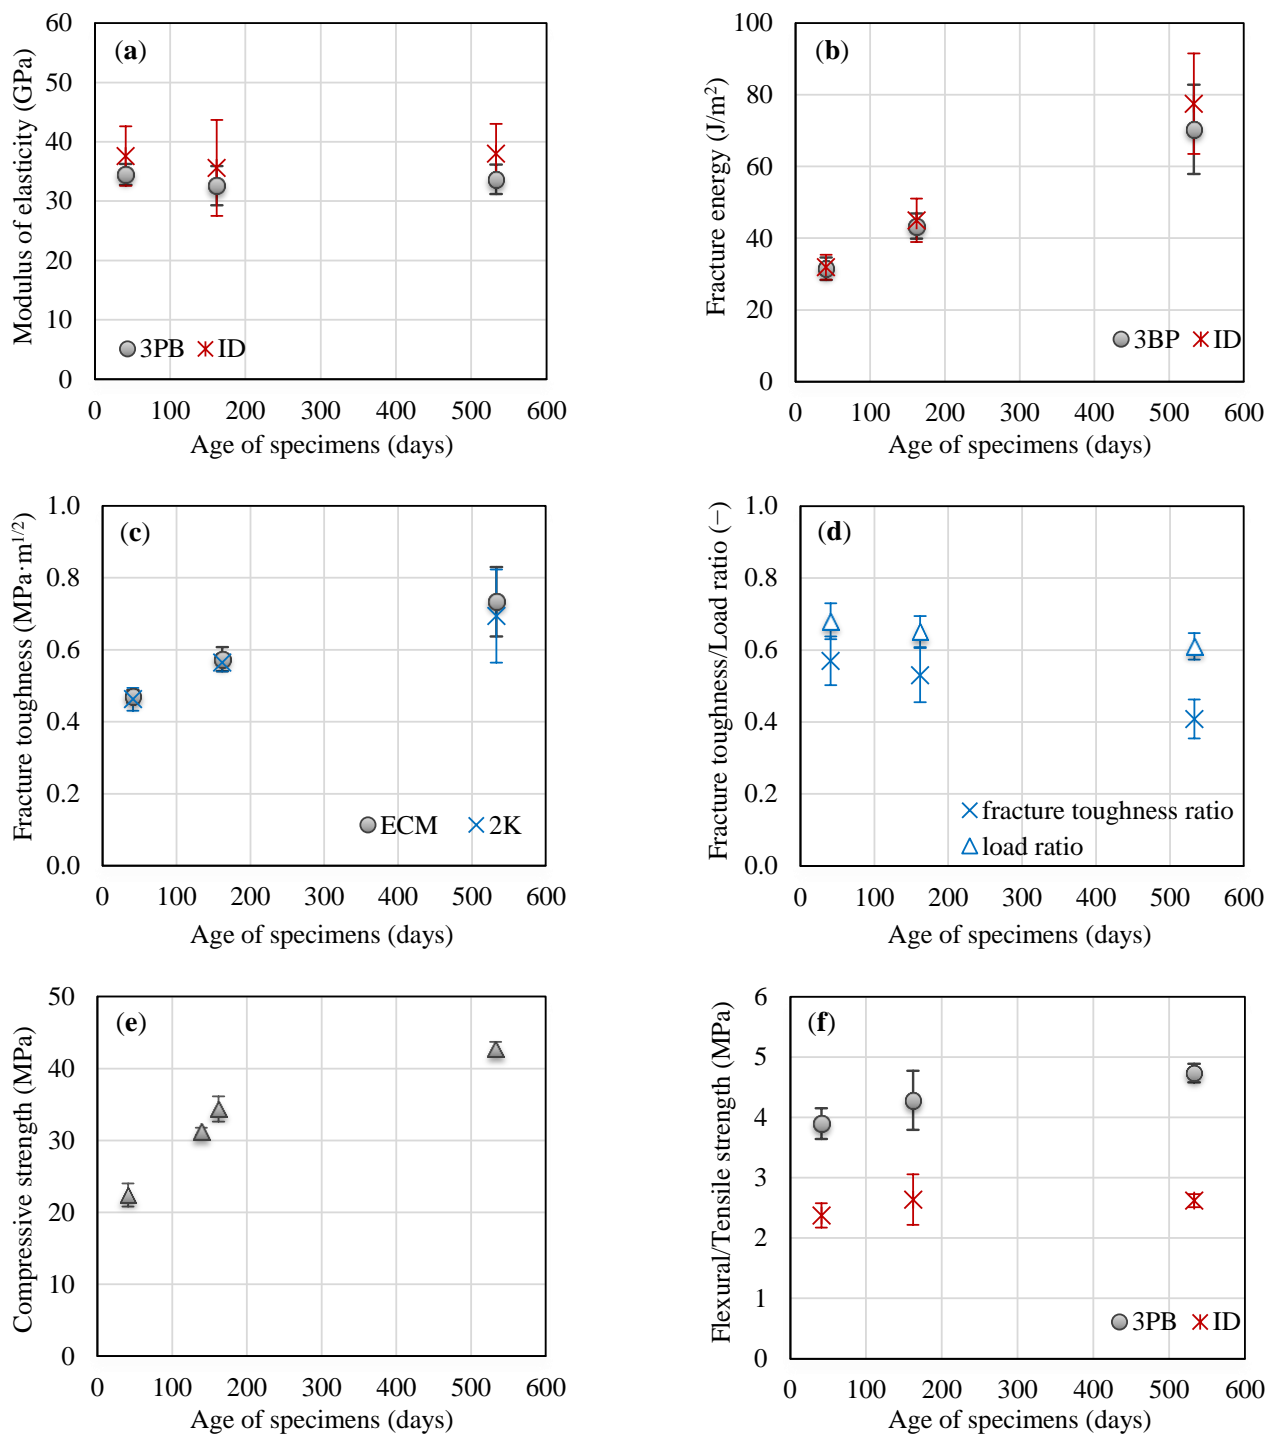 (a)
Modulus of elasticity (GPa)
60
50
40
30
20
10
0
3PB ID
0 100 200 300 400 500 600
Age of specimens (days)
(b)
Fracture energy (J/m²)
100
80
60
40
20
0
3BP ID
0 100 200 300 400 500 600
Age of specimens (days)
(c)
Fracture toughness (MPa·m^1/2)
1.0
0.8
0.6
0.4
0.2
0.0
ECM 2K
0 100 200 300 400 500 600
Age of specimens (days)
(d)
Fracture toughness/Load ratio (−)
1.0
0.8
0.6
0.4
0.2
0.0
fracture toughness ratio
load ratio
0 100 200 300 400 500 600
Age of specimens (days)
(e)
Compressive strength (MPa)
50
40
30
20
10
0
0 100 200 300 400 500 600
Age of specimens (days)
(f)
Flexural/Tensile strength (MPa)
6
5
4
3
2
1
0
3PB ID
0 100 200 300 400 500 600
Age of specimens (days)